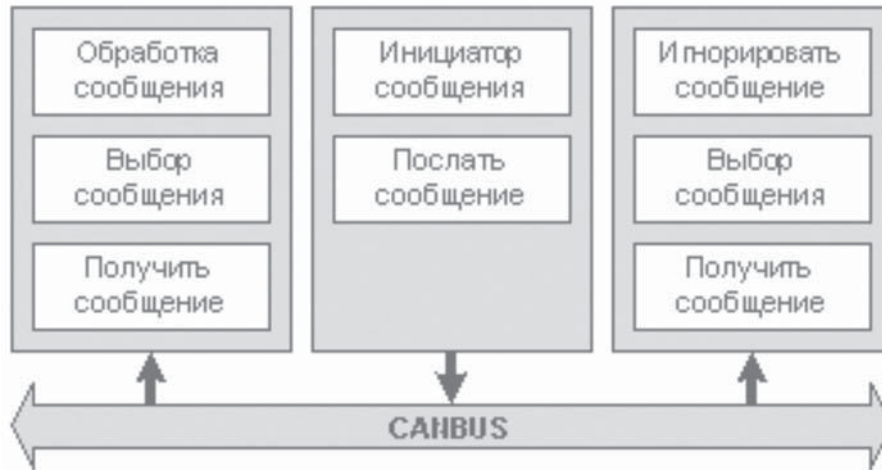 Обработка
сообщения
Выбор
сообщения
Получить
сообщение
Инициатор
сообщения
Послать
сообщение
Игнорировать
сообщение
Выбор
сообщения
Получить
сообщение
CANBUS